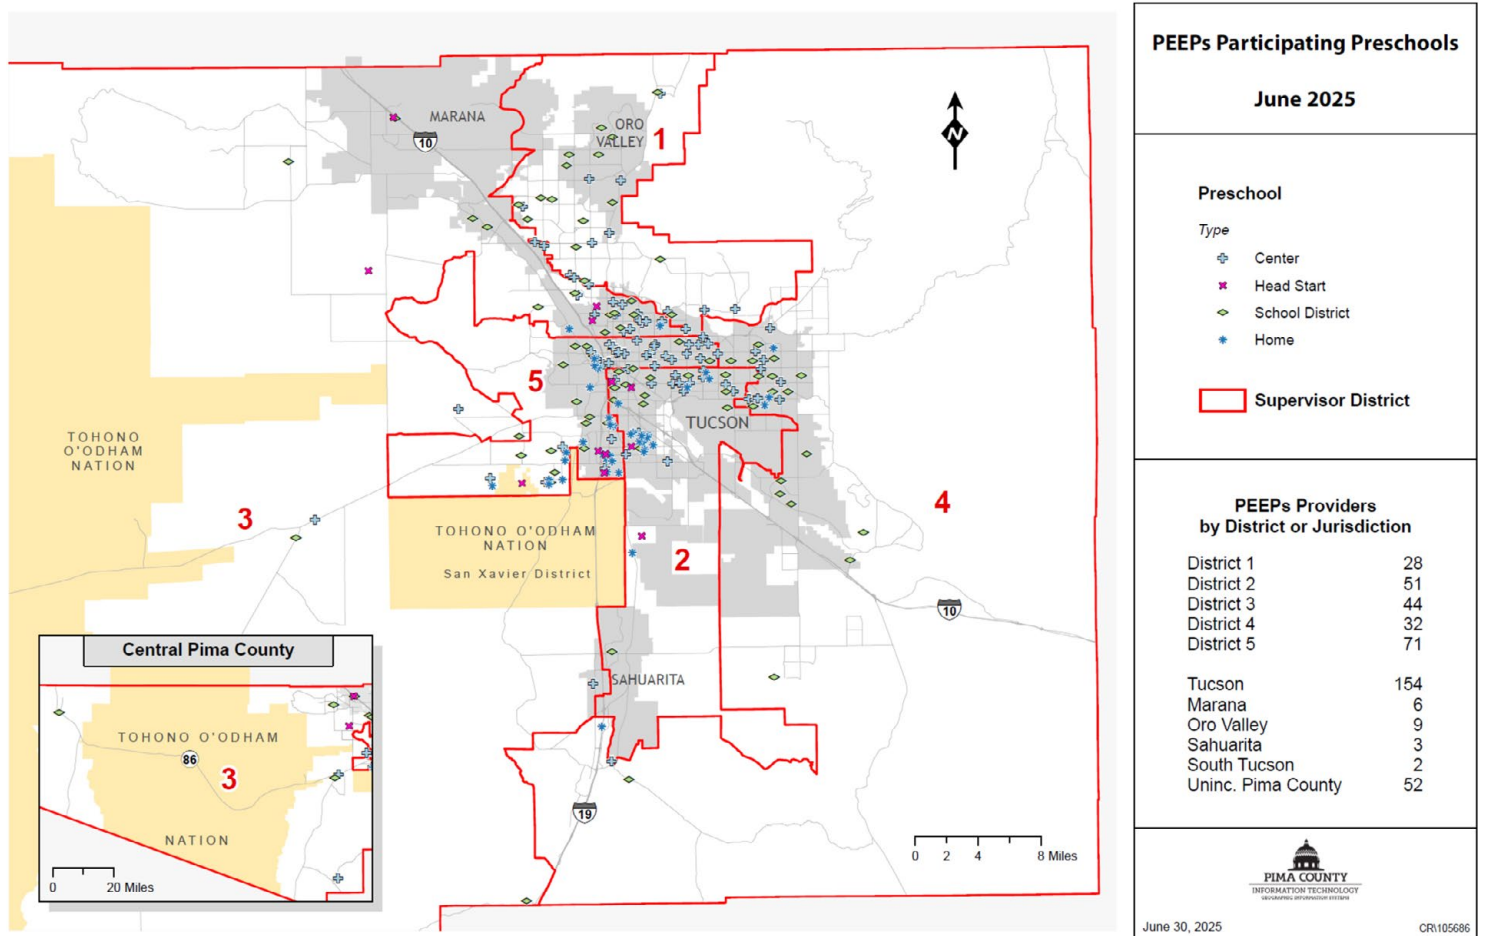 MARANA
10
ORO
VALLEY
1
N
5
TUCSON
TOHONO
O'ODHAM
NATION
3
4
TOHONO O'ODHAM
NATION
San Xavier District
2
10
SAHUARITA
19
0 2 4 8 Miles
Central Pima County
TOHONO O'ODHAM
86
3
NATION
0 20 Miles
PEEPs Participating Preschools
June 2025
Preschool
Type
Center
Head Start
School District
Home
Supervisor District
PEEPs Providers
by District or Jurisdiction
District 1 28
District 2 51
District 3 44
District 4 32
District 5 71
Tucson 154
Marana 6
Oro Valley 9
Sahuarita 3
South Tucson 2
Uninc. Pima County 52
PIMA COUNTY
INFORMATION TECHNOLOGY
GEOGRAPHIC INFORMATION SYSTEMS
June 30, 2025
CR\105686